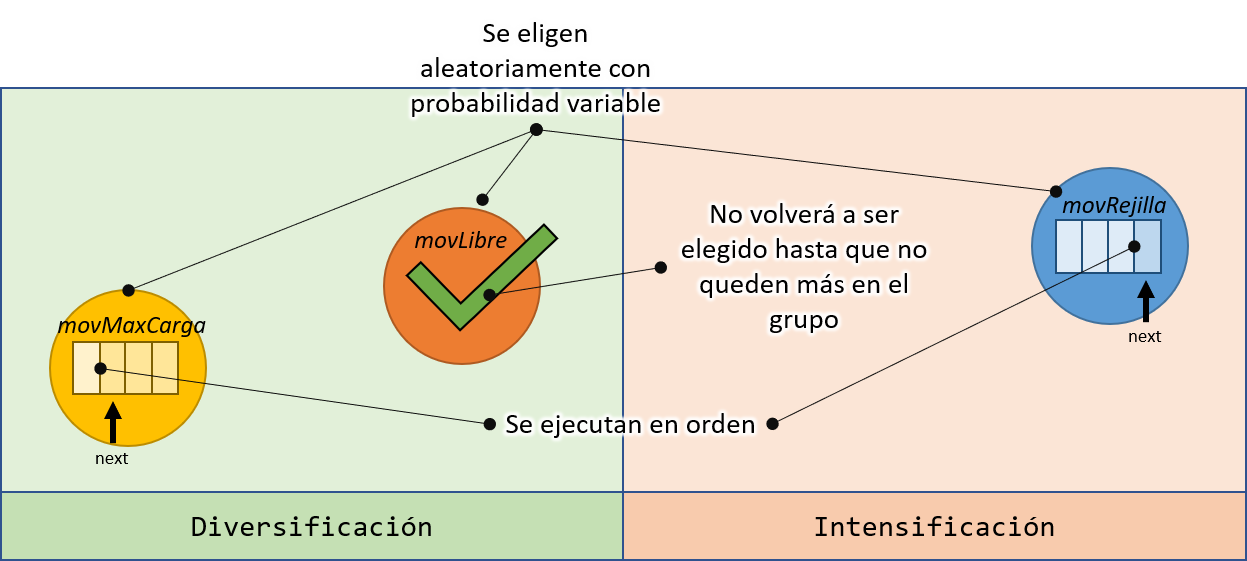 Se eligen
aleatoriamente con
probabilidad variable
movLibre
No volverá a ser
elegido hasta que no
queden más en el
grupo
movRejilla
next
movMaxCarga
next
Se ejecutan en orden
Diversificación
Intensificación